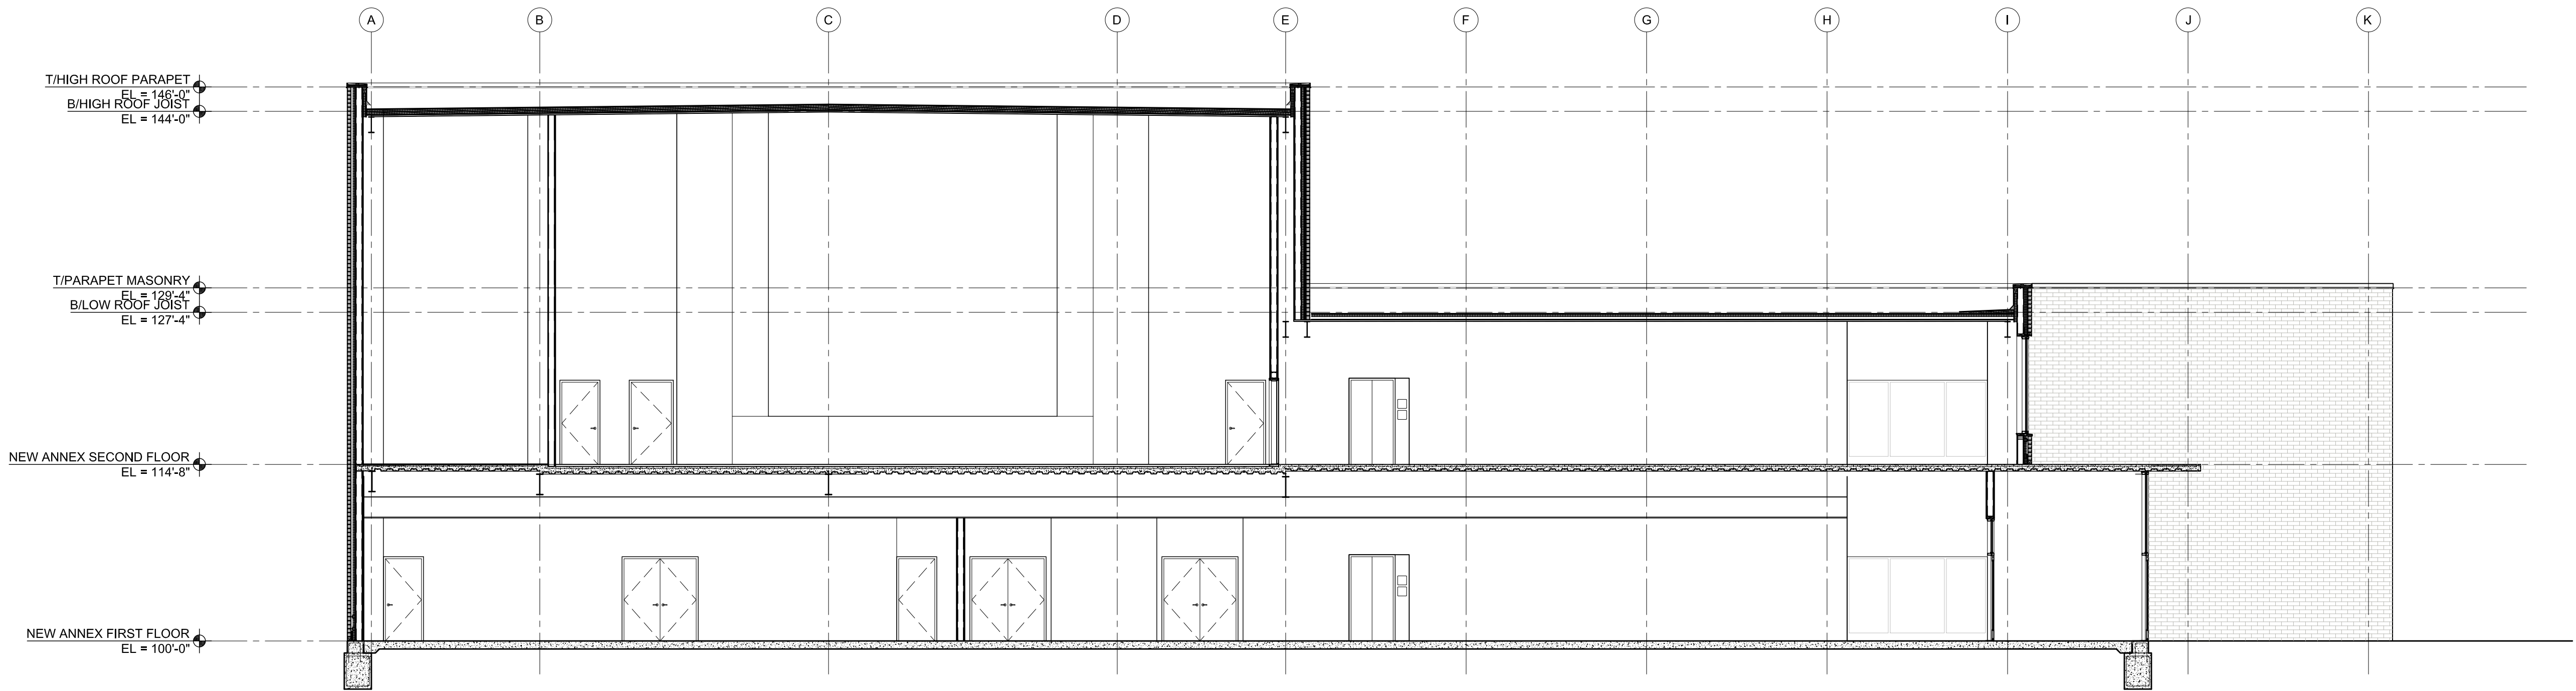 A B C D E F G H I J K
T/HIGH ROOF PARAPET
EL = 146'-0"
B/HIGH ROOF JOIST
EL = 144'-0"
T/PARAPET MASONRY
EL = 129'-4"
B/LOW ROOF JOIST
EL = 127'-4"
NEW ANNEX SECOND FLOOR
EL = 114'-8"
NEW ANNEX FIRST FLOOR
EL = 100'-0"